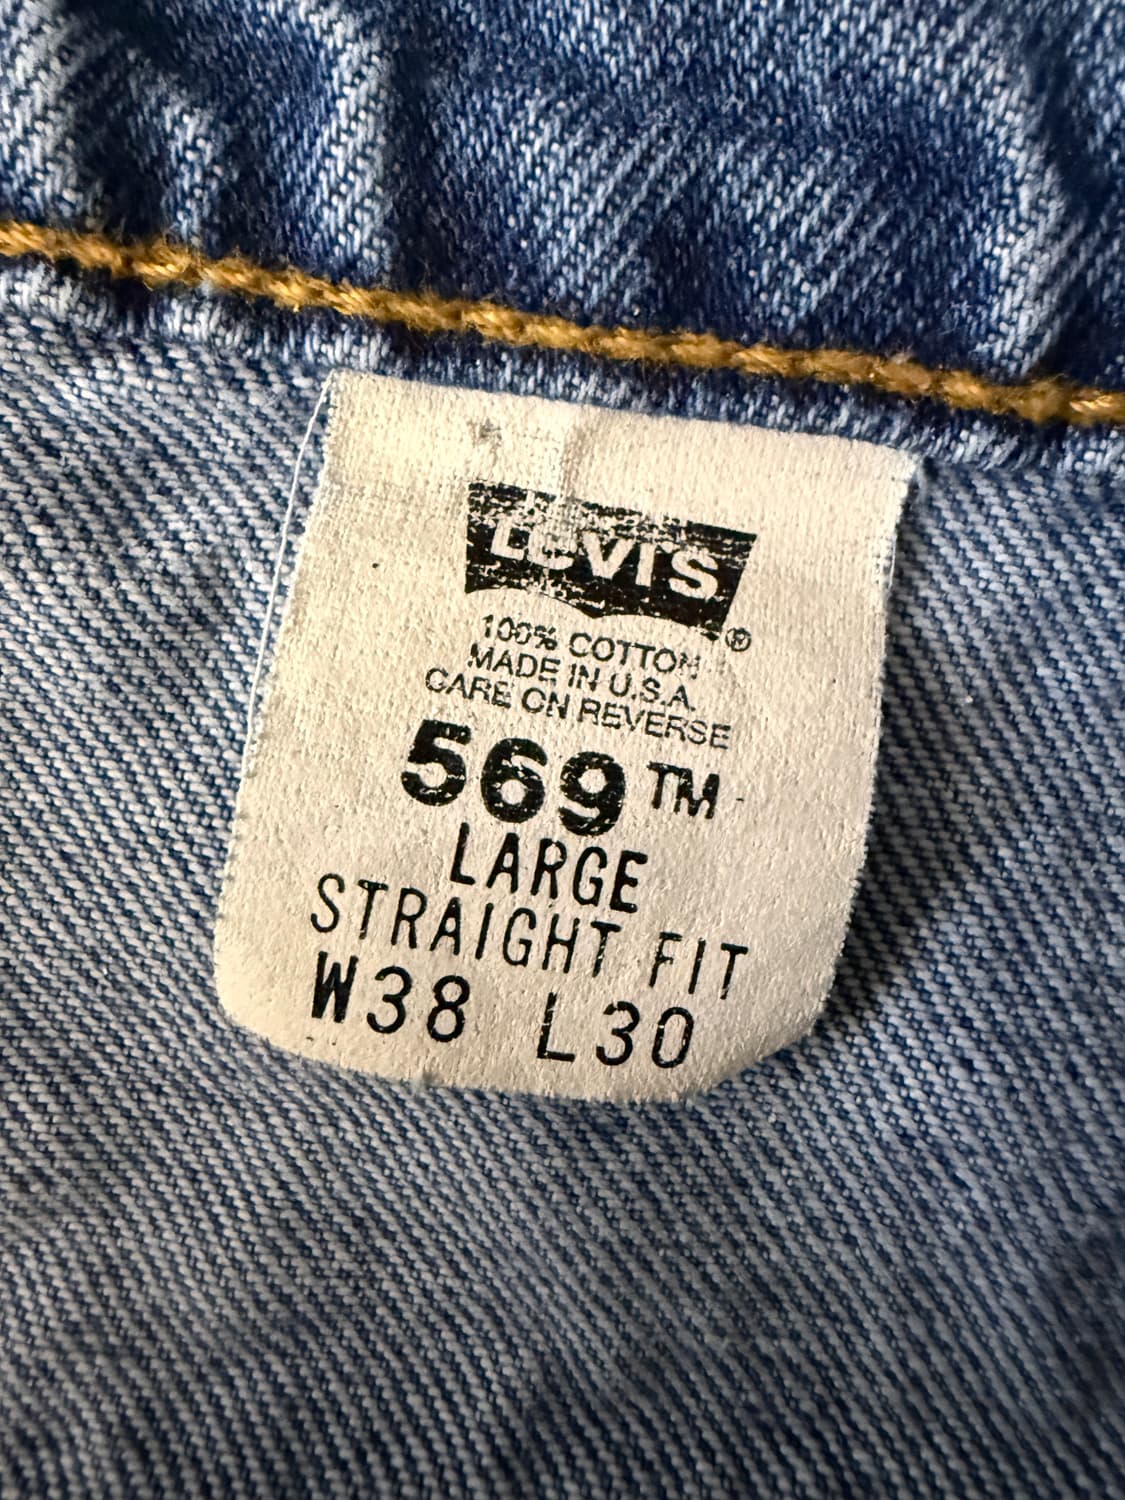 LEVI'S ®
100% COTTON
MADE IN U.S.A.
CARE ON REVERSE
569™
LARGE
STRAIGHT FIT
W38 L30